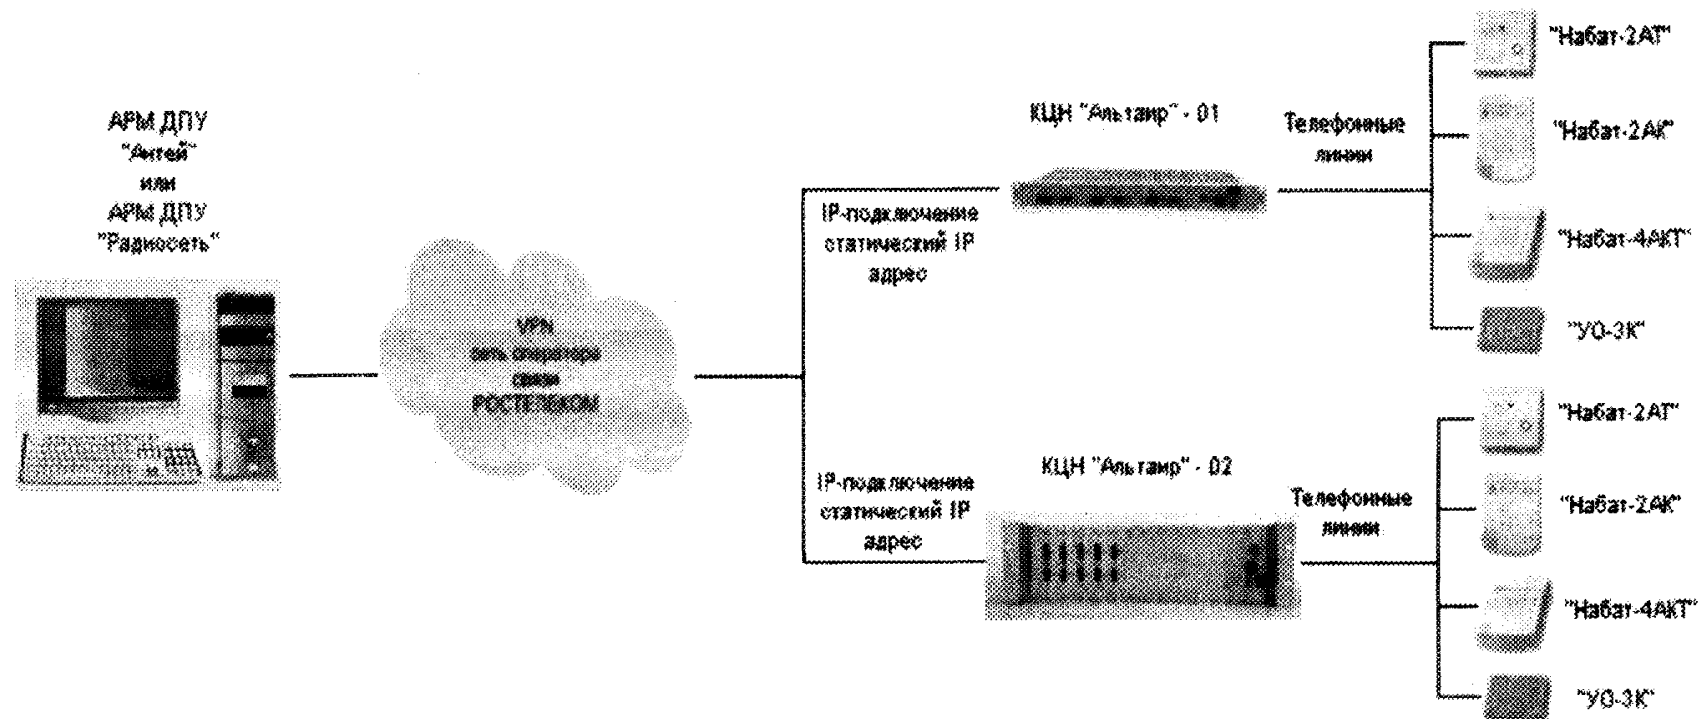 АРМ ДПУ
"Антей"
или
АРМ ДПУ
"Радиосеть"
VPN
сеть оператора
связи
РОСТЕЛЕКОМ
IP-подключение
статический IP
адрес
КЦН "Альтаир" - 01
Телефонные
линии
"Набат-2АТ"
"Набат-2АК"
"Набат-4АКТ"
"УО-3К"
IP-подключение
статический IP
адрес
КЦН "Альтаир" - 02
Телефонные
линии
"Набат-2АТ"
"Набат-2АК"
"Набат-4АКТ"
"УО-3К"